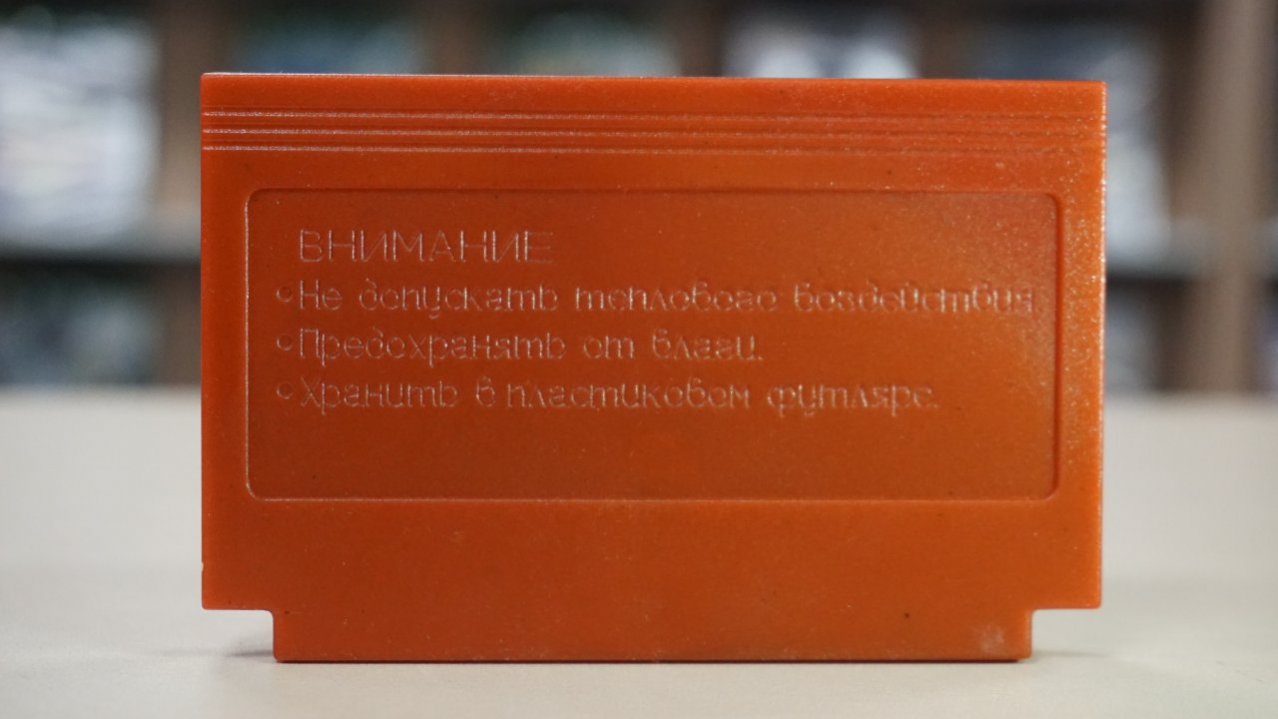 ВНИМАНИЕ
• Не допускать теплового воздействия.
• Предохранять от влаги.
• Хранить в пластиковом футляре.